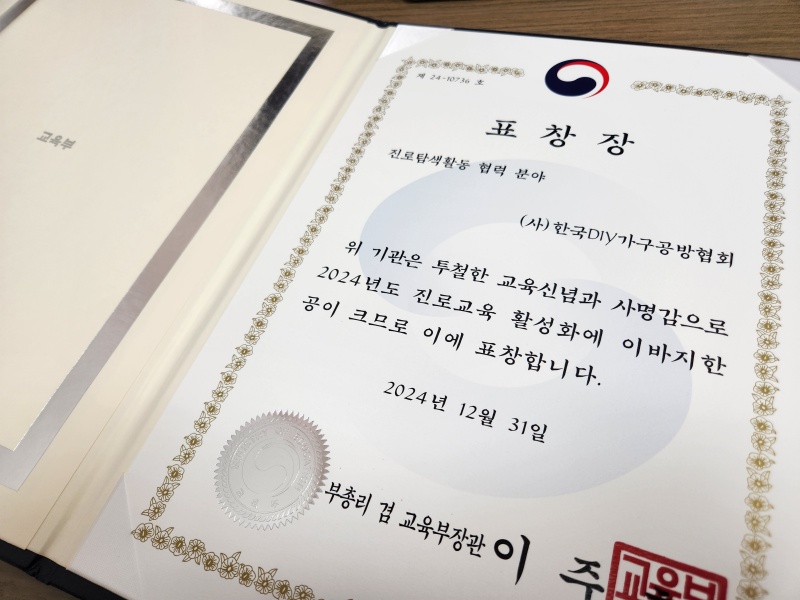 교육부
제 24-10736 호
표 창 장
진로탐색활동 협력 분야
(사)한국DIY가구공방협회
위 기관은 투철한 교육신념과 사명감으로
2024년도 진로교육 활성화에 이바지한
공이 크므로 이에 표창합니다.
2024년 12월 31일
부총리 겸 교육부장관 이 주
교육부